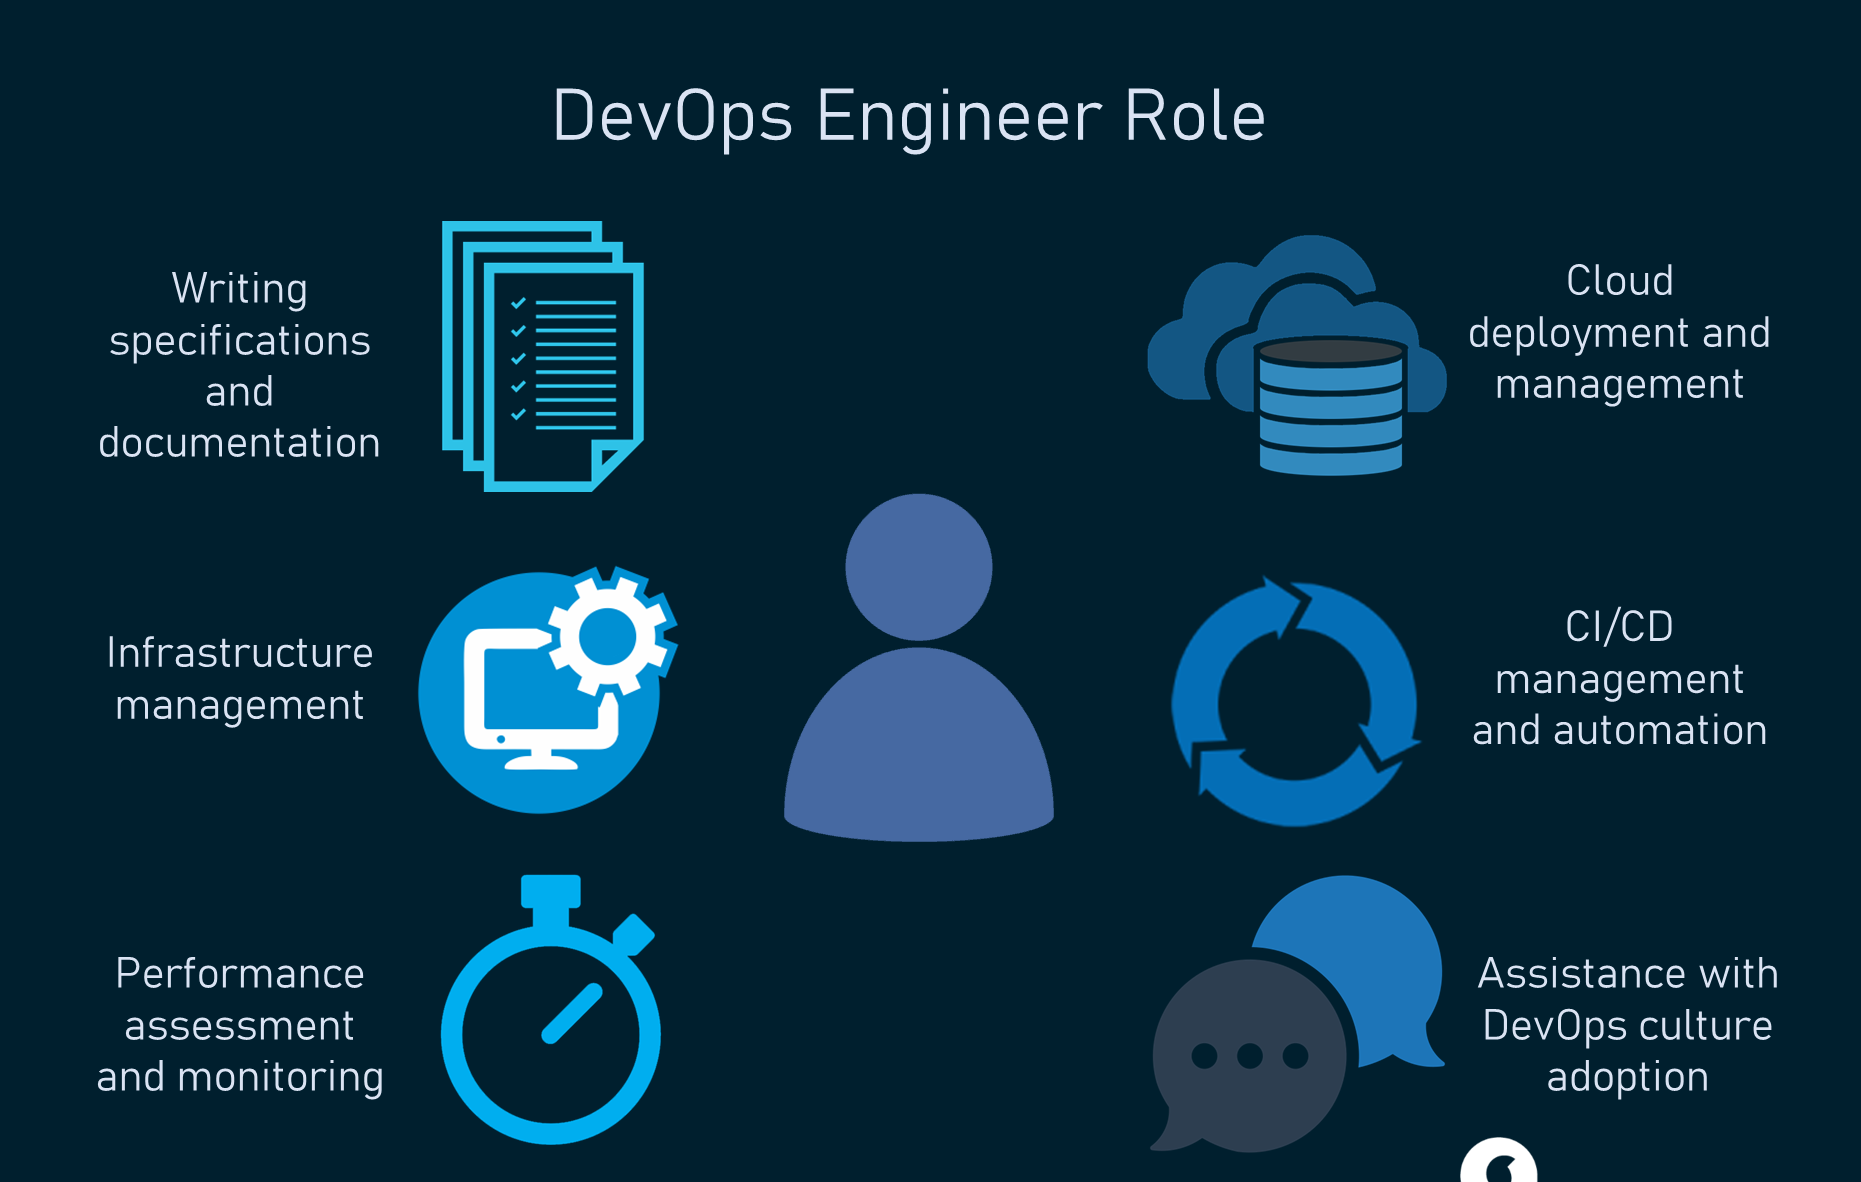 DevOps Engineer Role
Writing
specifications
and
documentation
Cloud
deployment and
management
Infrastructure
management
CI/CD
management
and automation
Performance
assessment
and monitoring
Assistance with
DevOps culture
adoption